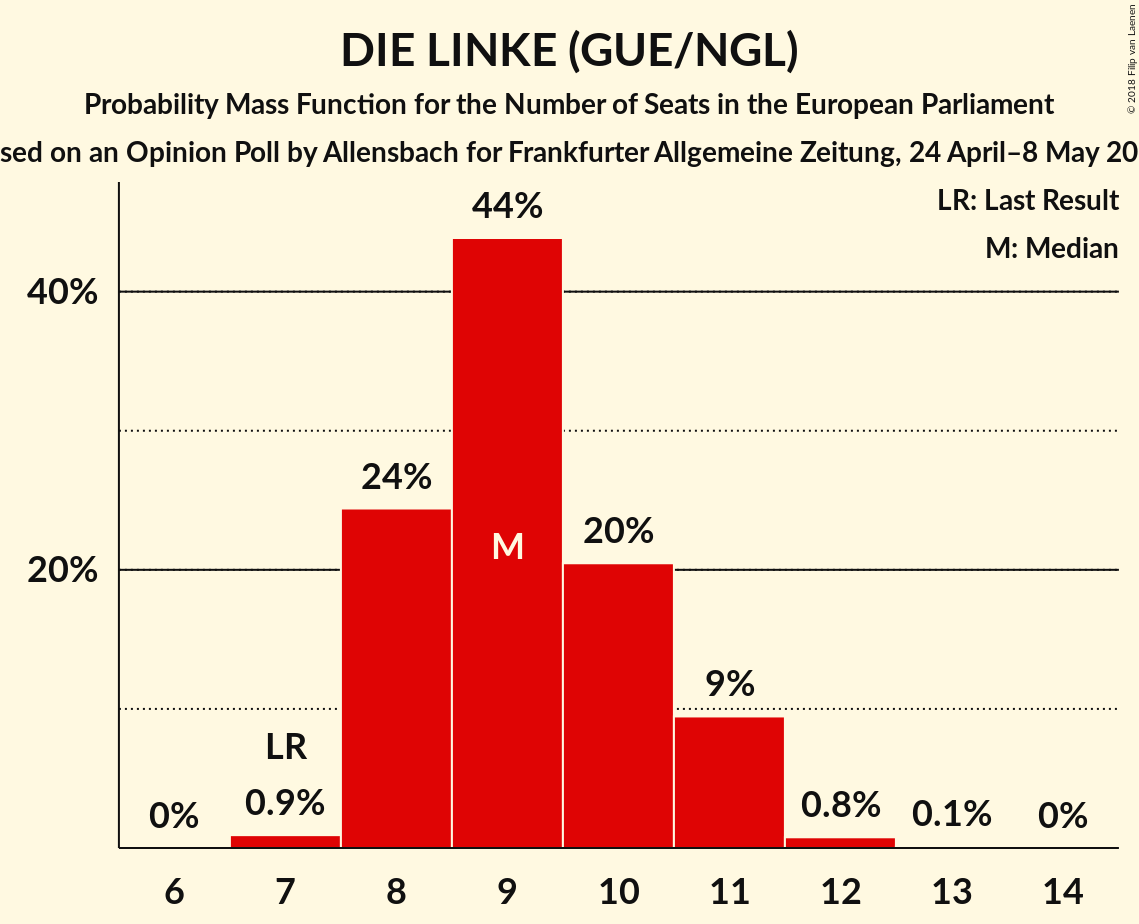 DIE LINKE (GUE/NGL)
Probability Mass Function for the Number of Seats in the European Parliament
sed on an Opinion Poll by Allensbach for Frankfurter Allgemeine Zeitung, 24 April–8 May 20
© 2018 Filip van Laenen
LR: Last Result
M: Median
44%
40%
24%
M
20%
20%
9%
LR
0%
0.9%
0.8%
0.1%
0%
6 7 8 9 10 11 12 13 14